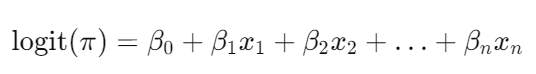 logit(π) = β₀ + β₁x₁ + β₂x₂ + … + βₙxₙ